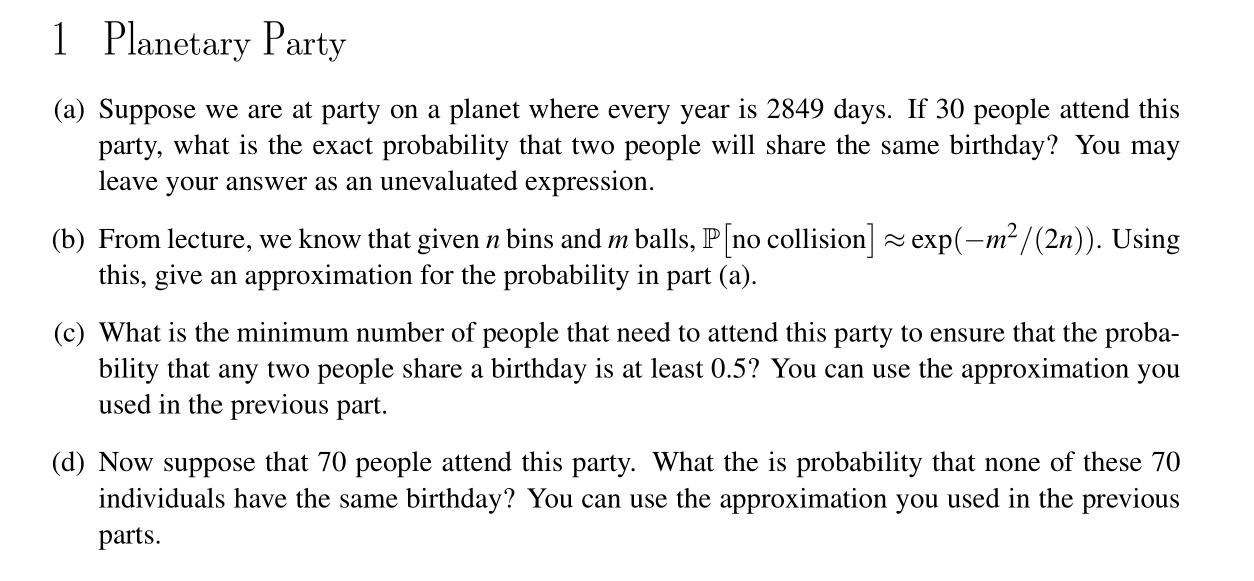 1 Planetary Party
(a) Suppose we are at party on a planet where every year is 2849 days. If 30 people attend this
party, what is the exact probability that two people will share the same birthday? You may
leave your answer as an unevaluated expression.
(b) From lecture, we know that given n bins and m balls, ℙ[no collision] ≈ exp(−m²/(2n)). Using
this, give an approximation for the probability in part (a).
(c) What is the minimum number of people that need to attend this party to ensure that the proba-
bility that any two people share a birthday is at least 0.5? You can use the approximation you
used in the previous part.
(d) Now suppose that 70 people attend this party. What the is probability that none of these 70
individuals have the same birthday? You can use the approximation you used in the previous
parts.